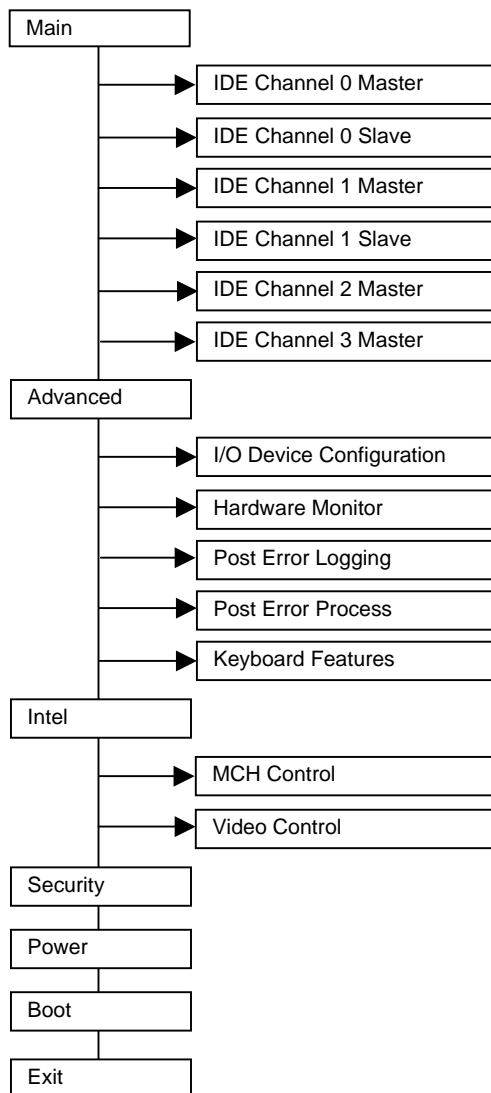 Main
IDE Channel 0 Master
IDE Channel 0 Slave
IDE Channel 1 Master
IDE Channel 1 Slave
IDE Channel 2 Master
IDE Channel 3 Master
Advanced
I/O Device Configuration
Hardware Monitor
Post Error Logging
Post Error Process
Keyboard Features
Intel
MCH Control
Video Control
Security
Power
Boot
Exit